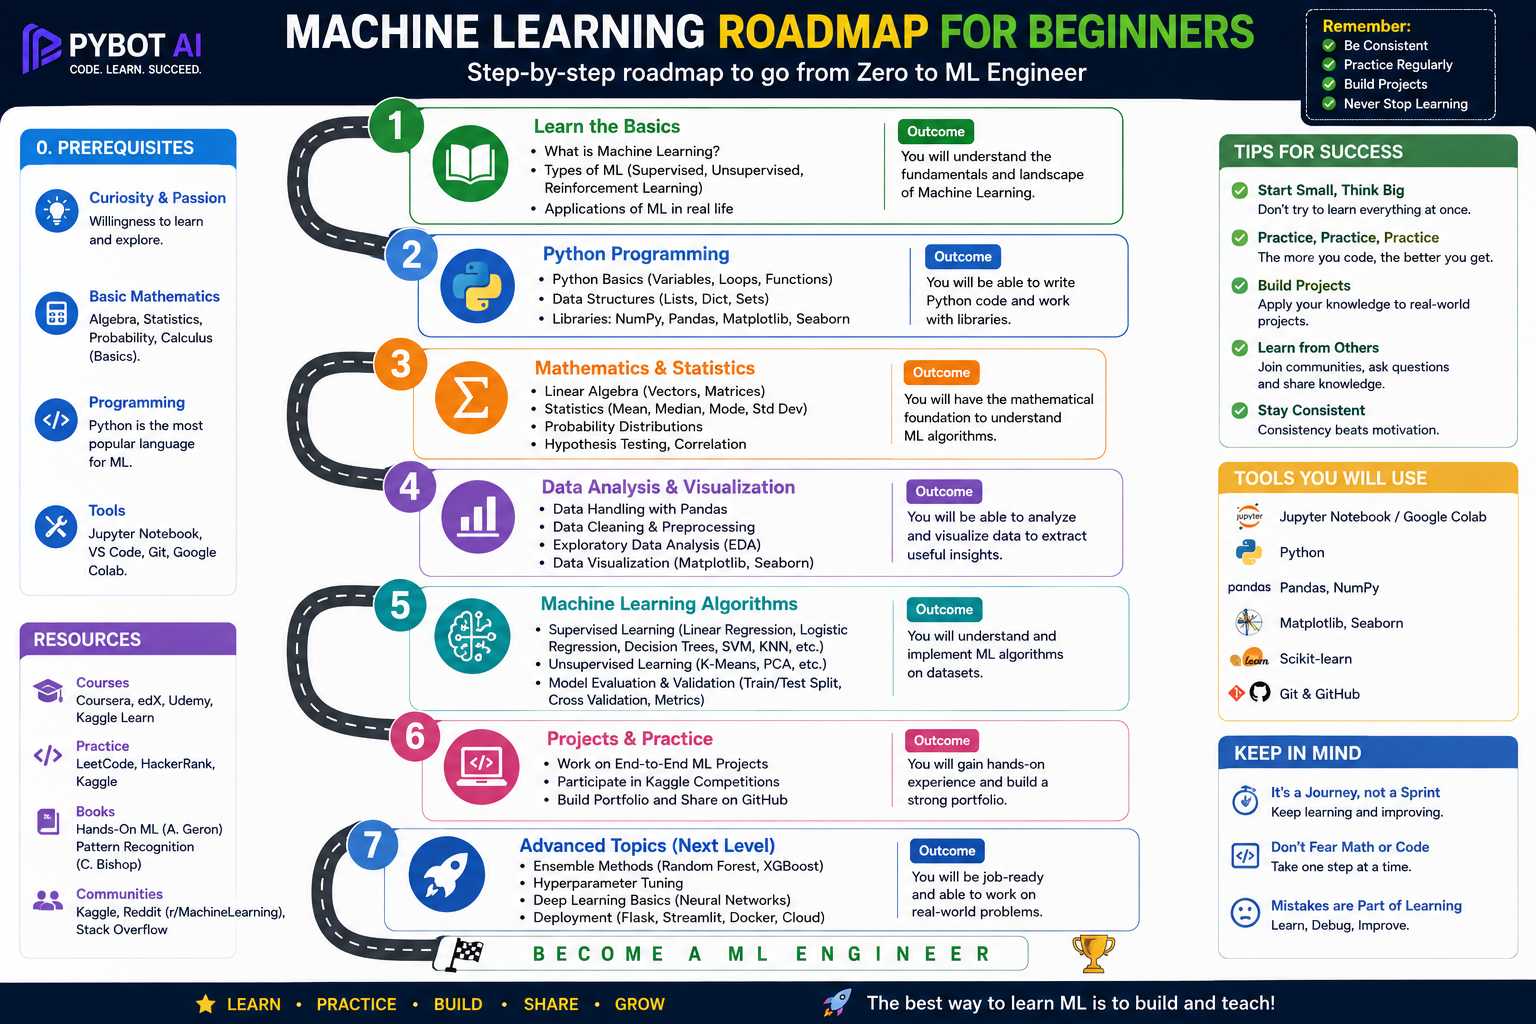 PYBOT AI
CODE. LEARN. SUCCEED.
MACHINE LEARNING ROADMAP FOR BEGINNERS
Step-by-step roadmap to go from Zero to ML Engineer
Remember:
Be Consistent
Practice Regularly
Build Projects
Never Stop Learning
0. PREREQUISITES
Curiosity & Passion
Willingness to learn
and explore.
Basic Mathematics
Algebra, Statistics,
Probability, Calculus
(Basics).
Programming
Python is the most
popular language
for ML.
Tools
Jupyter Notebook,
VS Code, Git, Google
Colab.
RESOURCES
Courses
Coursera, edX, Udemy,
Kaggle Learn
Practice
LeetCode, HackerRank,
Kaggle
Books
Hands-On ML (A. Geron)
Pattern Recognition
(C. Bishop)
Communities
Kaggle, Reddit (r/MachineLearning),
Stack Overflow
1
Learn the Basics
• What is Machine Learning?
• Types of ML (Supervised, Unsupervised,
Reinforcement Learning)
• Applications of ML in real life
Outcome
You will understand the
fundamentals and landscape
of Machine Learning.
2
Python Programming
• Python Basics (Variables, Loops, Functions)
• Data Structures (Lists, Dict, Sets)
• Libraries: NumPy, Pandas, Matplotlib, Seaborn
Outcome
You will be able to write
Python code and work
with libraries.
3
Σ
Mathematics & Statistics
• Linear Algebra (Vectors, Matrices)
• Statistics (Mean, Median, Mode, Std Dev)
• Probability Distributions
• Hypothesis Testing, Correlation
Outcome
You will have the mathematical
foundation to understand
ML algorithms.
4
Data Analysis & Visualization
• Data Handling with Pandas
• Data Cleaning & Preprocessing
• Exploratory Data Analysis (EDA)
• Data Visualization (Matplotlib, Seaborn)
Outcome
You will be able to analyze
and visualize data to extract
useful insights.
5
Machine Learning Algorithms
• Supervised Learning (Linear Regression, Logistic
Regression, Decision Trees, SVM, KNN, etc.)
• Unsupervised Learning (K-Means, PCA, etc.)
• Model Evaluation & Validation (Train/Test Split,
Cross Validation, Metrics)
Outcome
You will understand and
implement ML algorithms
on datasets.
6
Projects & Practice
• Work on End-to-End ML Projects
• Participate in Kaggle Competitions
• Build Portfolio and Share on GitHub
Outcome
You will gain hands-on
experience and build a
strong portfolio.
7
Advanced Topics (Next Level)
• Ensemble Methods (Random Forest, XGBoost)
• Hyperparameter Tuning
• Deep Learning Basics (Neural Networks)
• Deployment (Flask, Streamlit, Docker, Cloud)
Outcome
You will be job-ready
and able to work on
real-world problems.
BECOME A ML ENGINEER
TIPS FOR SUCCESS
Start Small, Think Big
Don't try to learn everything at once.
Practice, Practice, Practice
The more you code, the better you get.
Build Projects
Apply your knowledge to real-world
projects.
Learn from Others
Join communities, ask questions
and share knowledge.
Stay Consistent
Consistency beats motivation.
TOOLS YOU WILL USE
jupyter Jupyter Notebook / Google Colab
Python
pandas Pandas, NumPy
Matplotlib, Seaborn
learn Scikit-learn
Git & GitHub
KEEP IN MIND
It's a Journey, not a Sprint
Keep learning and improving.
Don't Fear Math or Code
Take one step at a time.
Mistakes are Part of Learning
Learn, Debug, Improve.
LEARN • PRACTICE • BUILD • SHARE • GROW
The best way to learn ML is to build and teach!